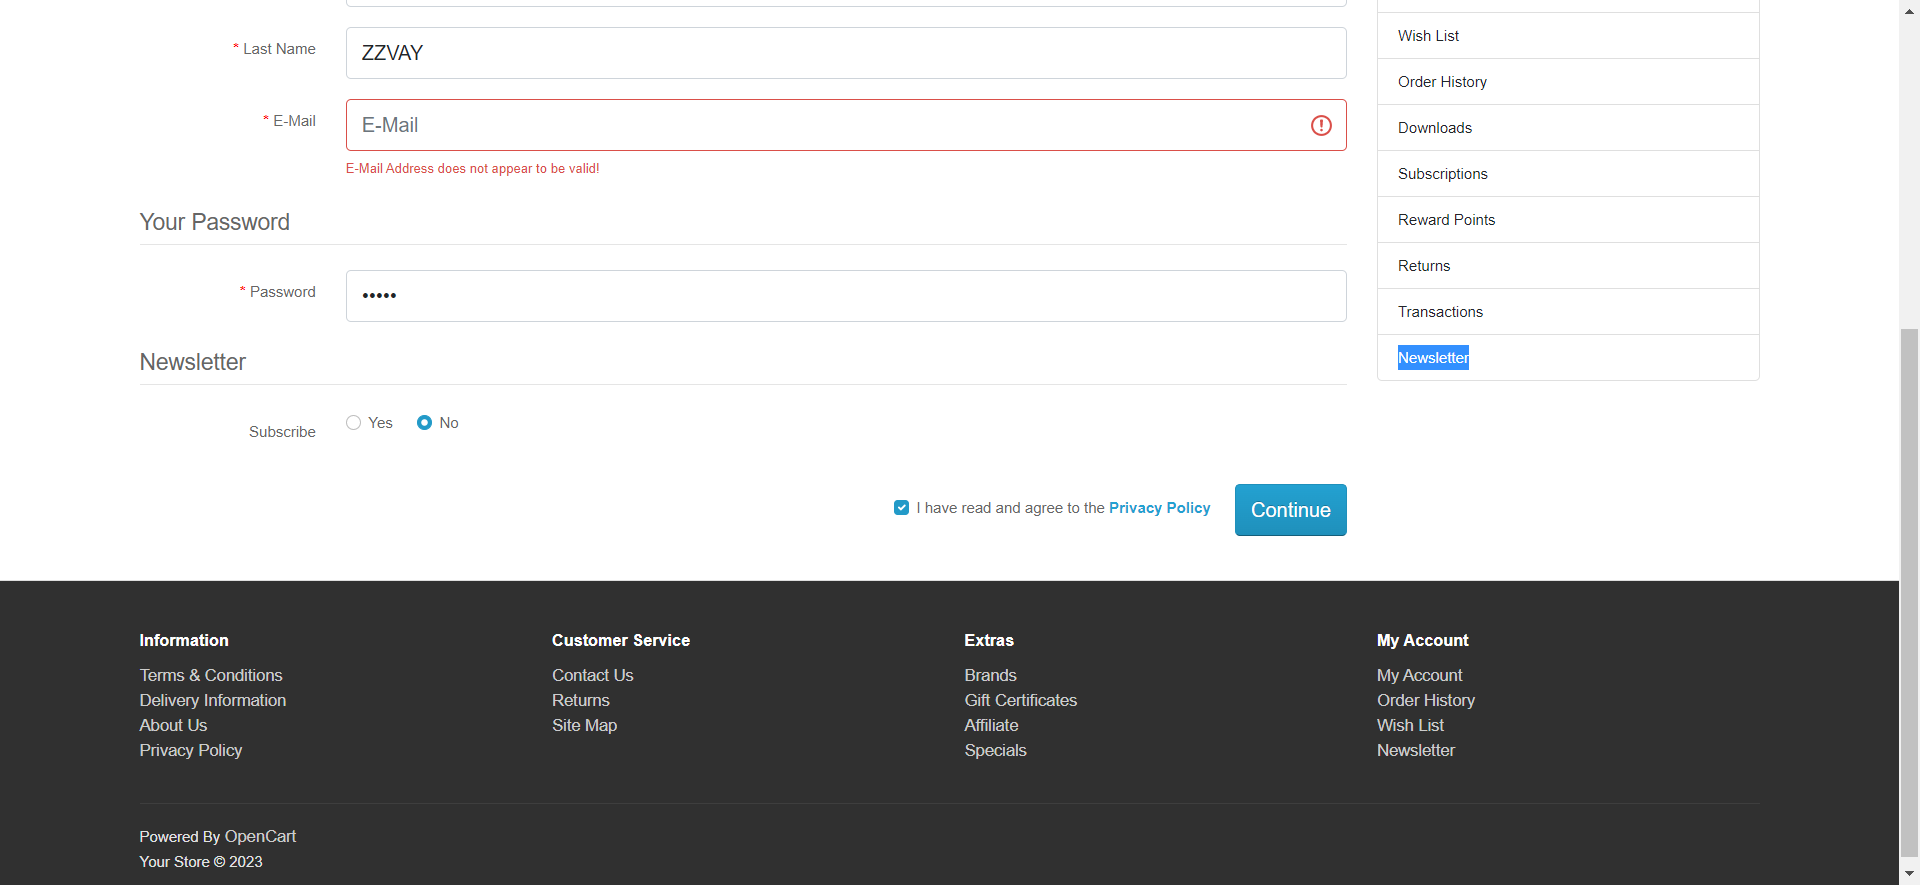 * Last Name
ZZVAY
* E-Mail
E-Mail
E-Mail Address does not appear to be valid!
Your Password
* Password
•••••
Newsletter
Subscribe
Yes
No
I have read and agree to the Privacy Policy
Continue
Wish List
Order History
Downloads
Subscriptions
Reward Points
Returns
Transactions
Newsletter
Information
Terms & Conditions
Delivery Information
About Us
Privacy Policy
Customer Service
Contact Us
Returns
Site Map
Extras
Brands
Gift Certificates
Affiliate
Specials
My Account
My Account
Order History
Wish List
Newsletter
Powered By OpenCart
Your Store © 2023